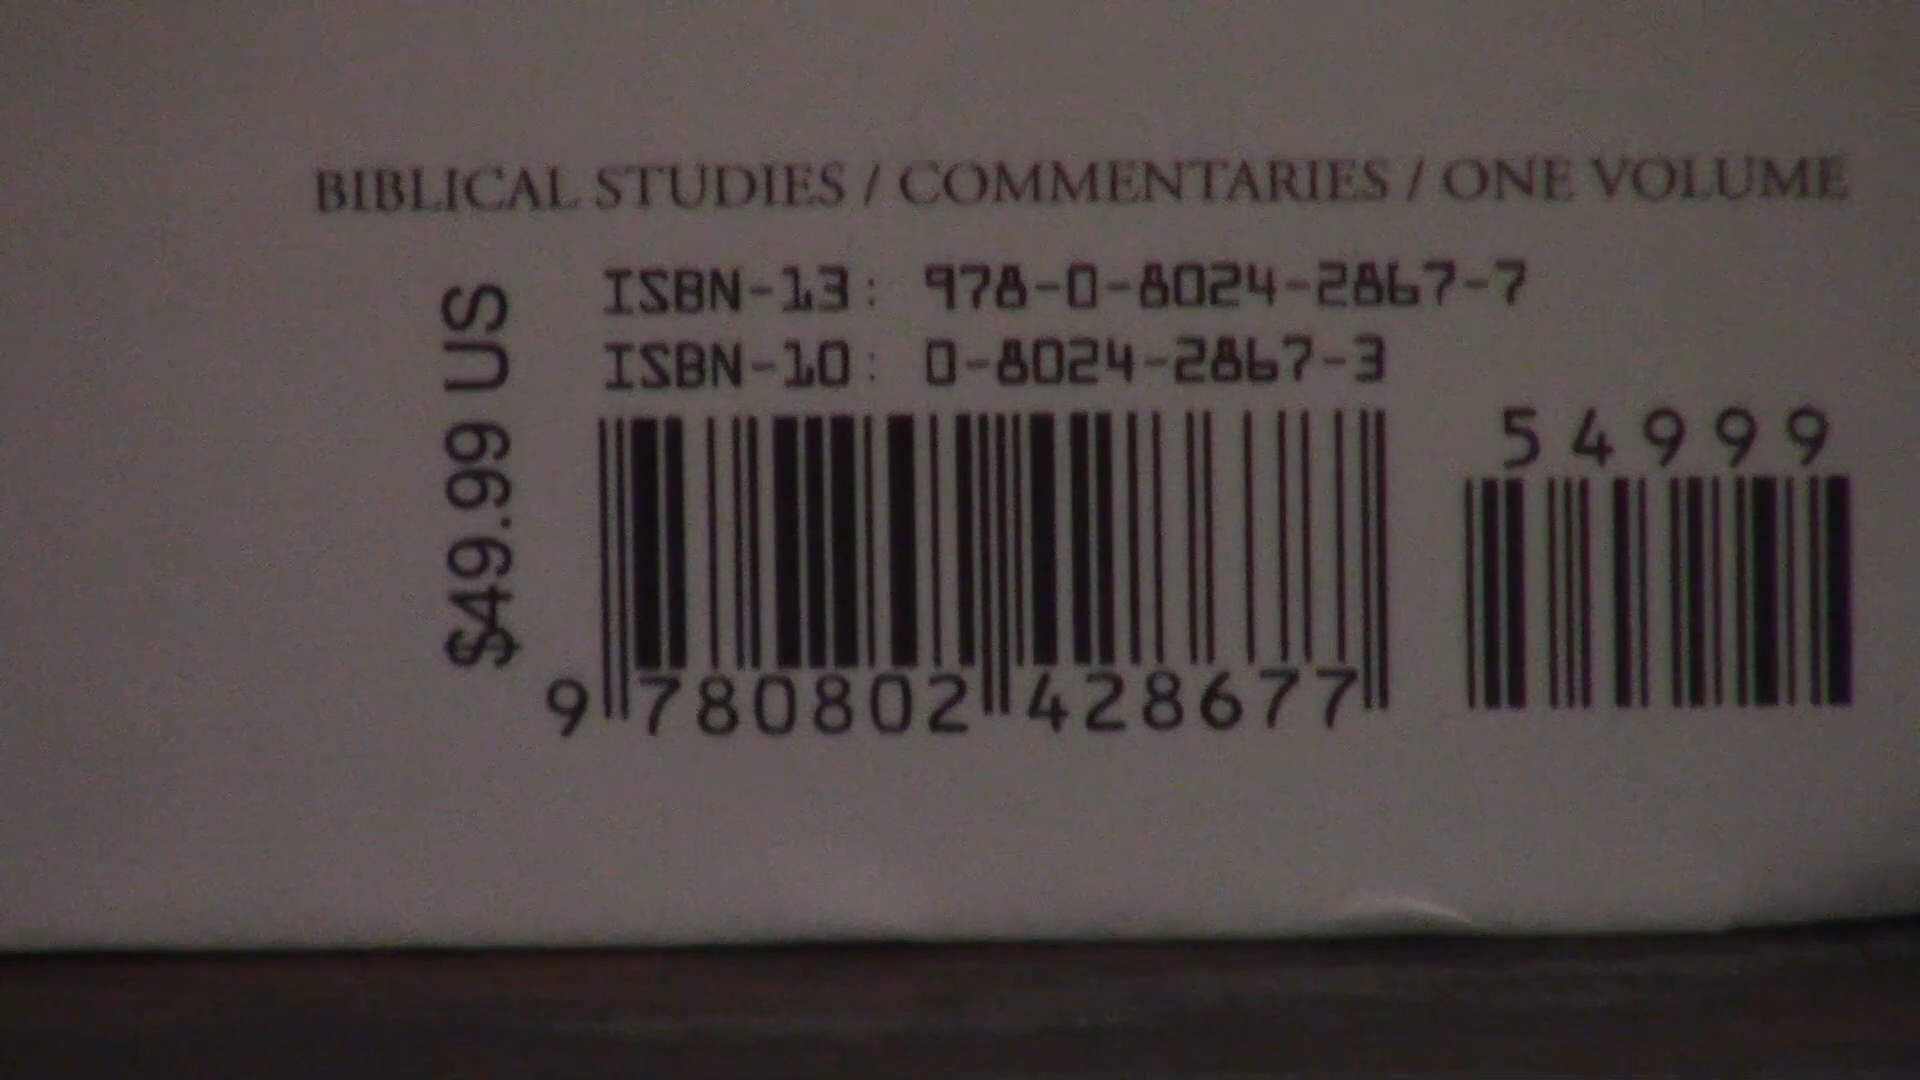 BIBLICAL STUDIES / COMMENTARIES / ONE VOLUME
$49.99 US
ISBN-13: 978-0-8024-2867-7
ISBN-10: 0-8024-2867-3
54999
9 780802 428677